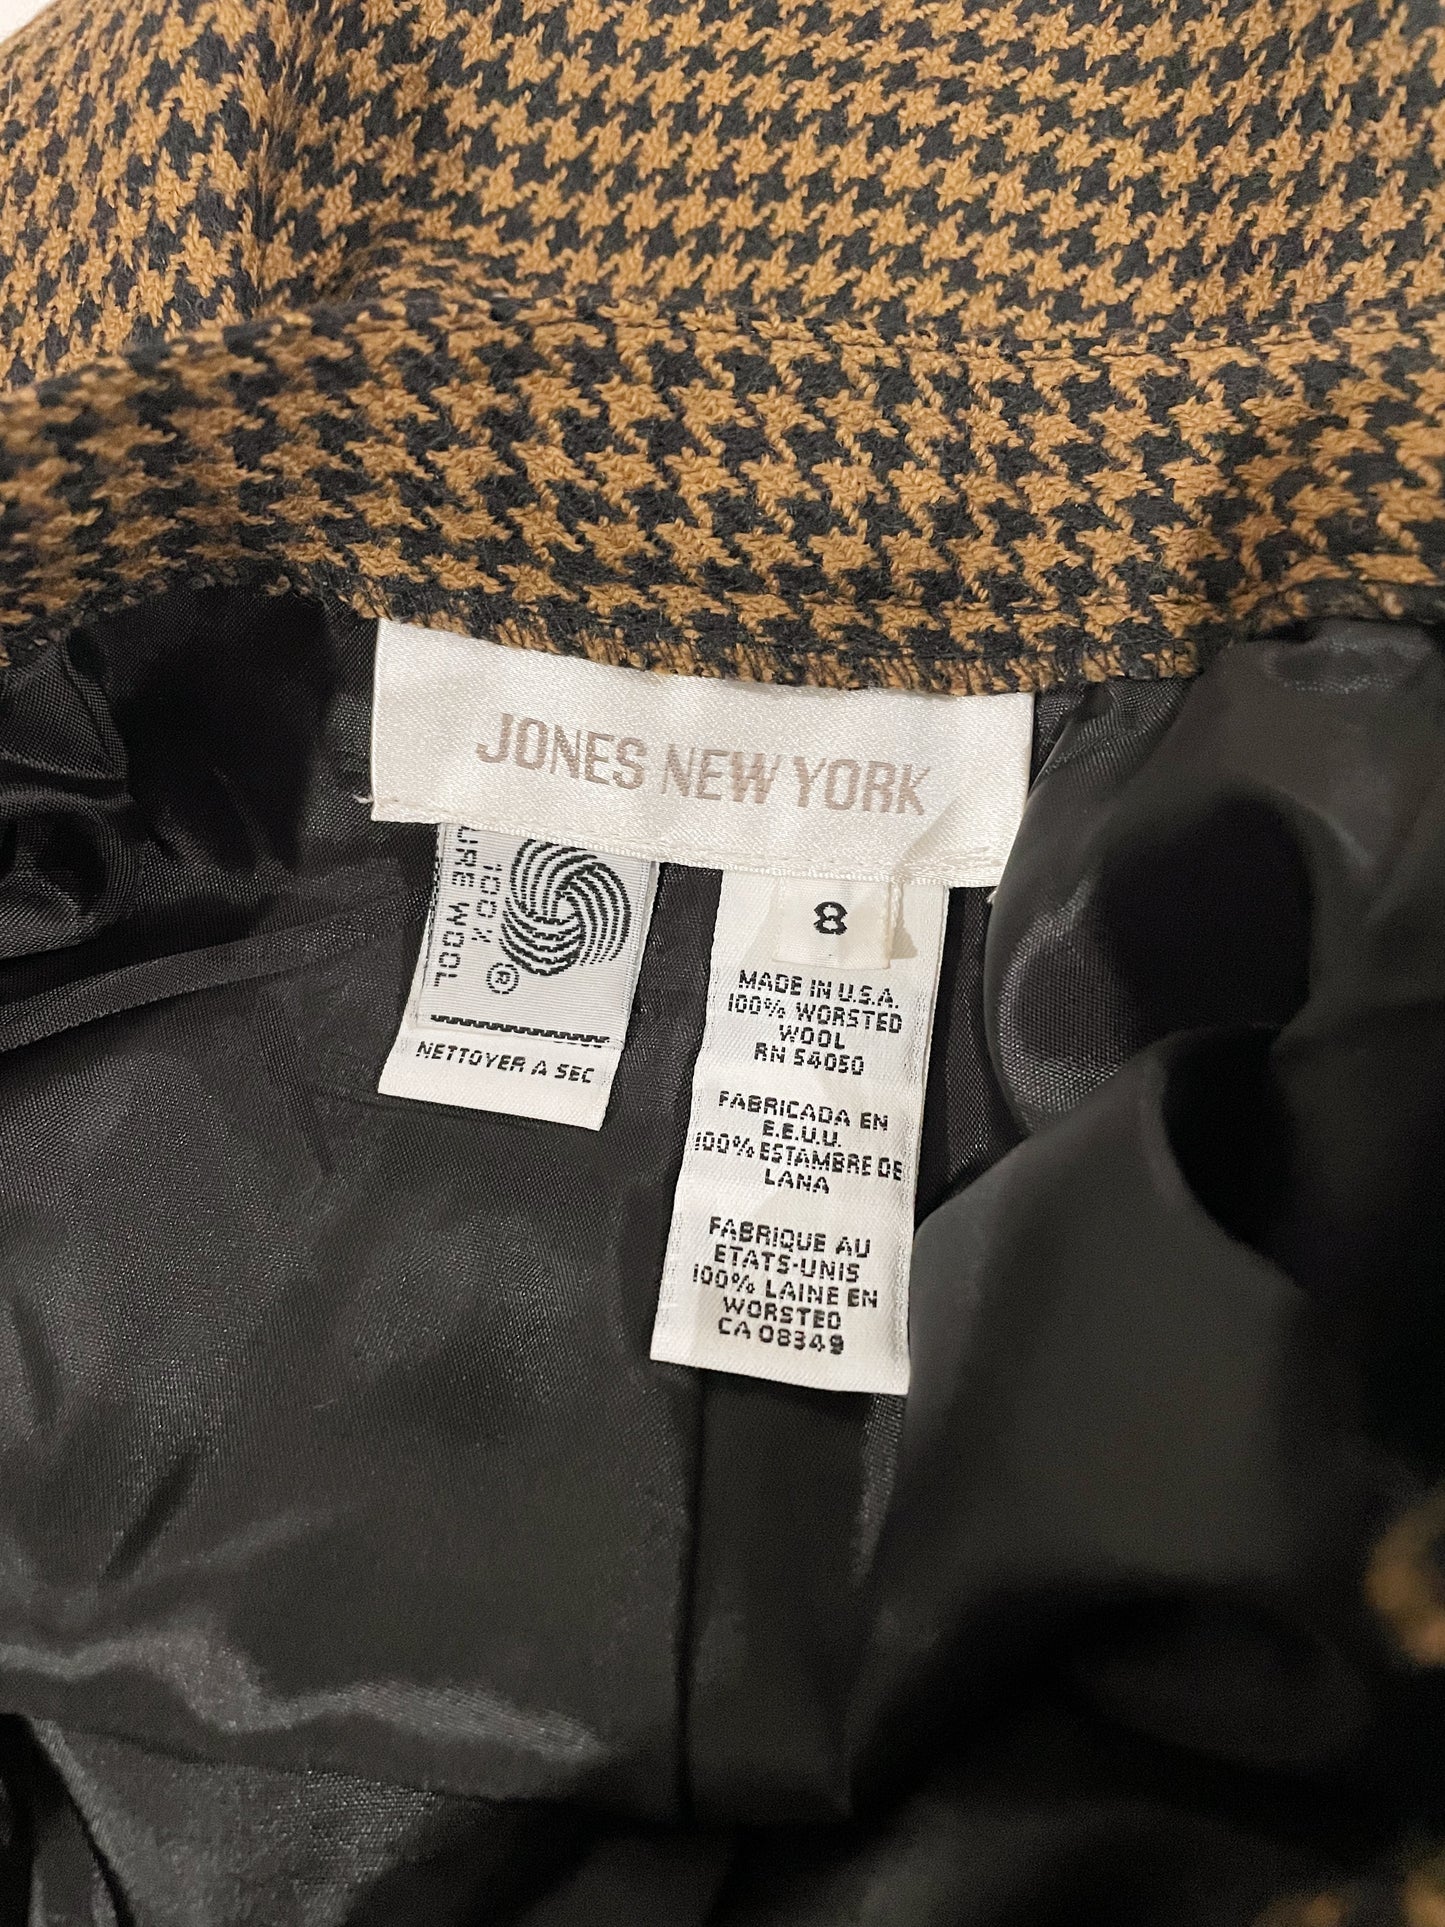 JONES NEW YORK
100%
WOOL
®
NETTOYER A SEC
8
MADE IN U.S.A.
100% WORSTED
WOOL
RN 54050
FABRICADA EN
E.E.U.U.
100% ESTAMBRE DE
LANA
FABRIQUE AU
ETATS-UNIS
100% LAINE EN
WORSTED
CA 08349